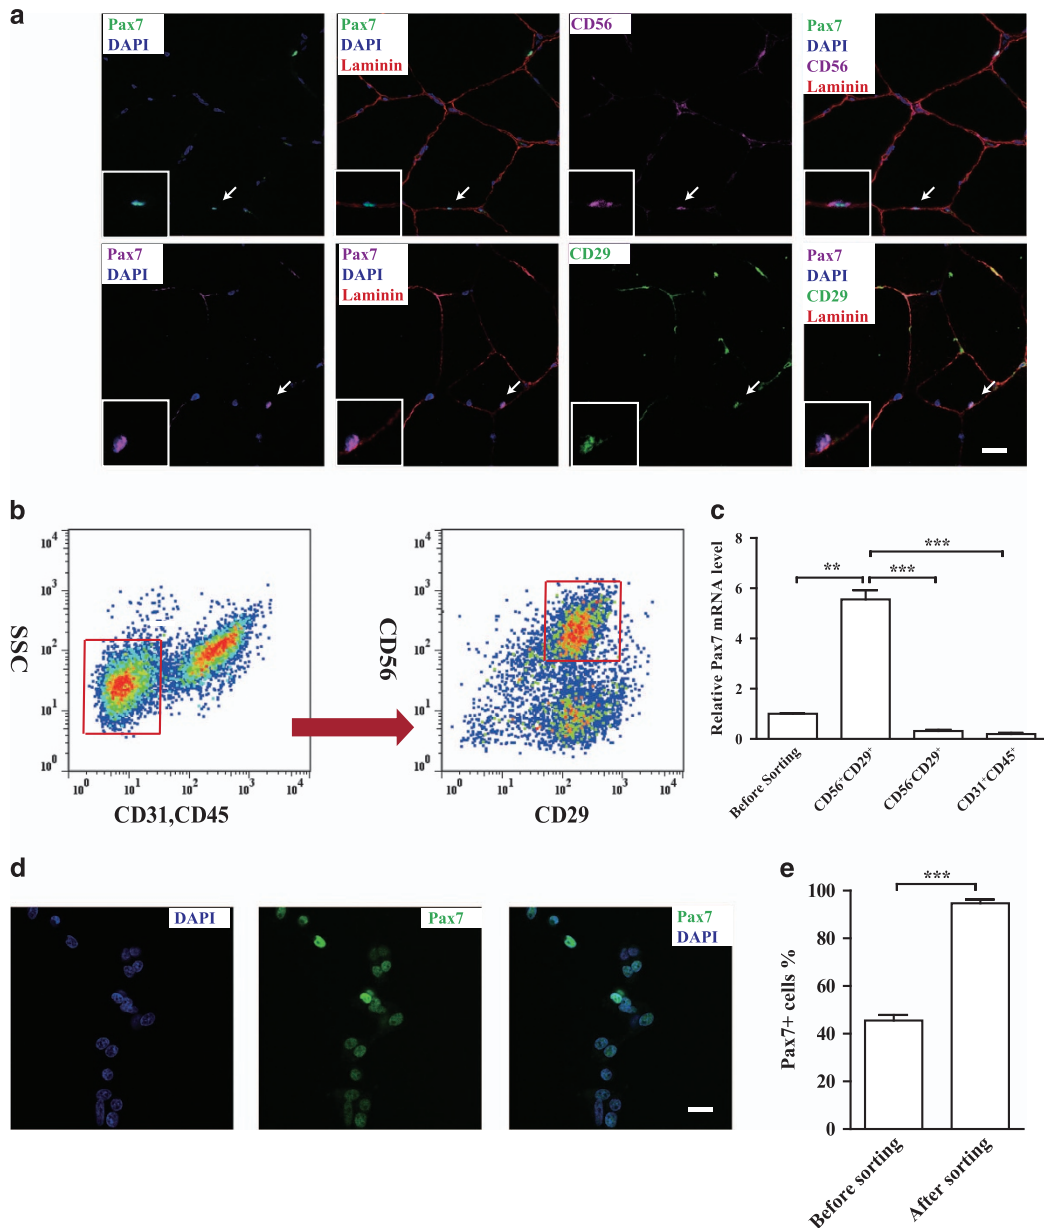 a
Pax7
DAPI
Pax7
DAPI
Laminin
CD56
Pax7
DAPI
CD56
Laminin
Pax7
DAPI
Pax7
DAPI
Laminin
CD29
Pax7
DAPI
CD29
Laminin
b
SSC
10⁴
10³
10²
10¹
10⁰
10⁰ 10¹ 10² 10³ 10⁴
CD31,CD45
CD56
10⁴
10³
10²
10¹
10⁰
10⁰ 10¹ 10² 10³ 10⁴
CD29
c
Relative Pax7 mRNA level
8
6
4
2
0
** *** ***
Before Sorting
CD56⁺CD29⁺
CD56⁻CD29⁺
CD31⁺CD45⁺
d
DAPI
Pax7
Pax7
DAPI
e
Pax7+ cells %
100
80
60
40
20
0
***
Before sorting
After sorting